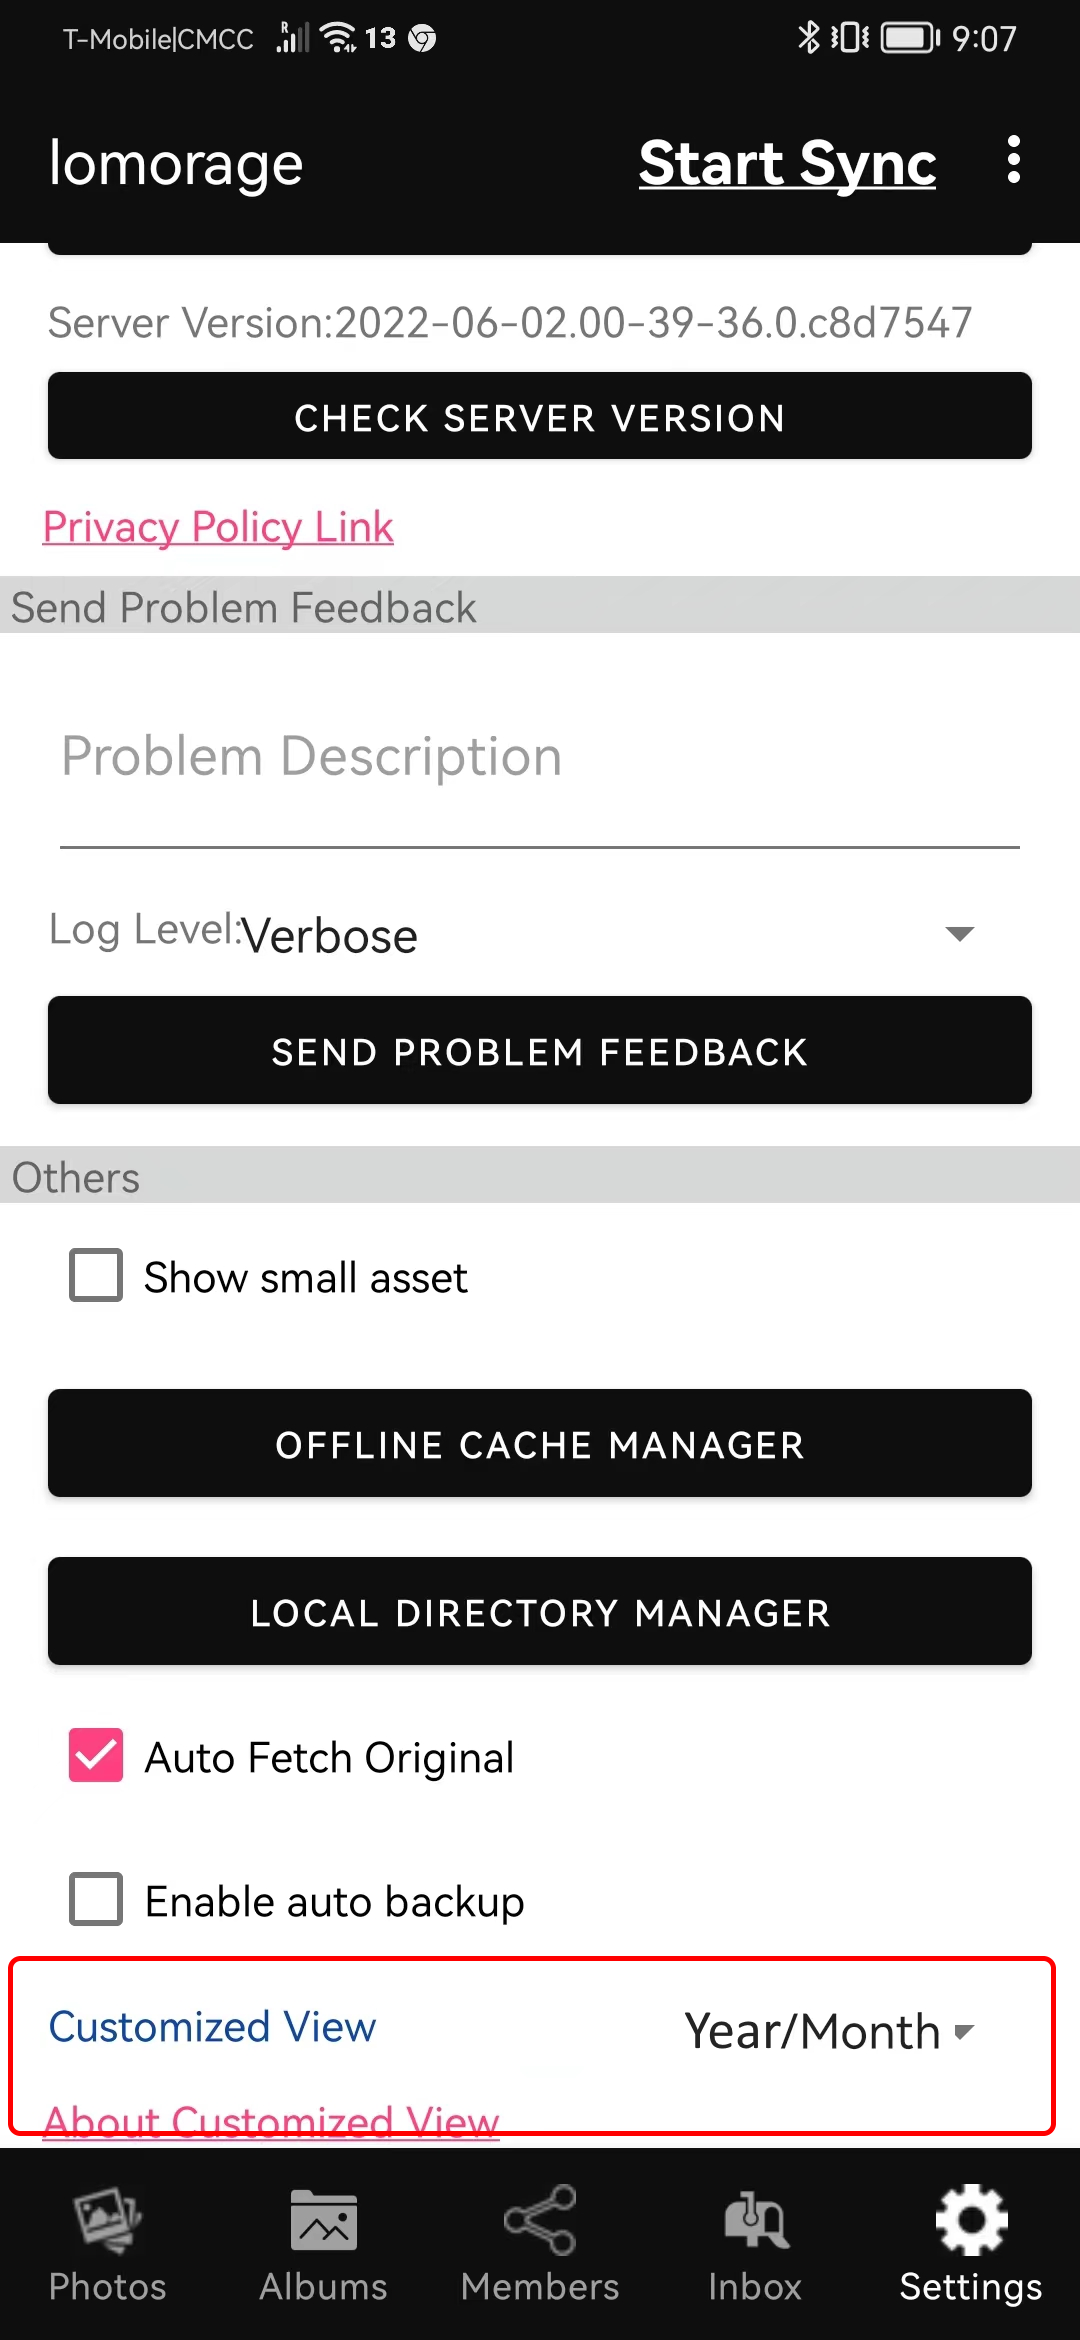 T-Mobile|CMCC R 13 9:07
lomorage Start Sync
Server Version:2022-06-02.00-39-36.0.c8d7547
CHECK SERVER VERSION
Privacy Policy Link
Send Problem Feedback
Problem Description
Log Level:Verbose
SEND PROBLEM FEEDBACK
Others
Show small asset
OFFLINE CACHE MANAGER
LOCAL DIRECTORY MANAGER
Auto Fetch Original
Enable auto backup
Customized View Year/Month
About Customized View
Photos Albums Members Inbox Settings